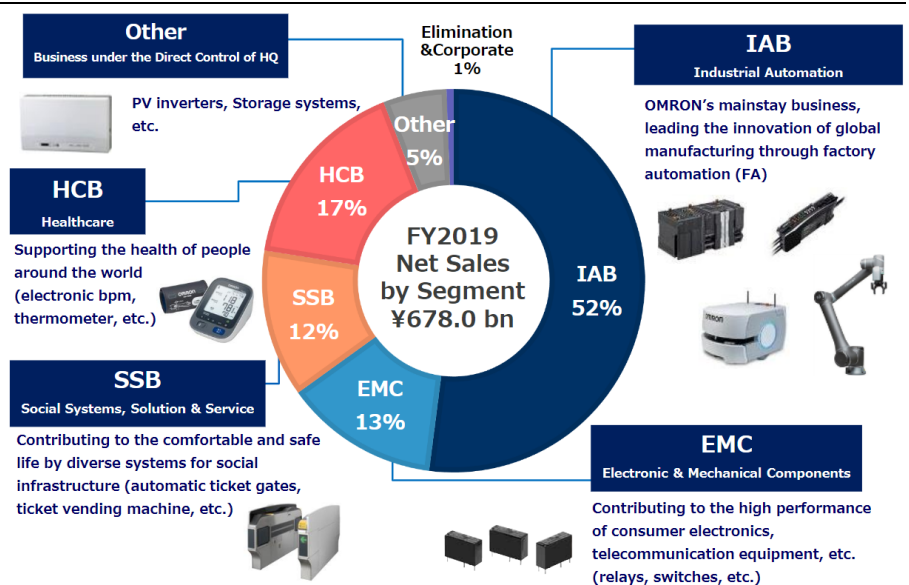 Other
Business under the Direct Control of HQ
PV inverters, Storage systems,
etc.
HCB
Healthcare
Supporting the health of people
around the world
(electronic bpm,
thermometer, etc.)
SSB
Social Systems, Solution & Service
Contributing to the comfortable and safe
life by diverse systems for social
infrastructure (automatic ticket gates,
ticket vending machine, etc.)
Elimination
&Corporate
1%
Other
5%
HCB
17%
SSB
12%
EMC
13%
IAB
52%
FY2019
Net Sales
by Segment
¥678.0 bn
IAB
Industrial Automation
OMRON's mainstay business,
leading the innovation of global
manufacturing through factory
automation (FA)
OMRON
EMC
Electronic & Mechanical Components
Contributing to the high performance
of consumer electronics,
telecommunication equipment, etc.
(relays, switches, etc.)